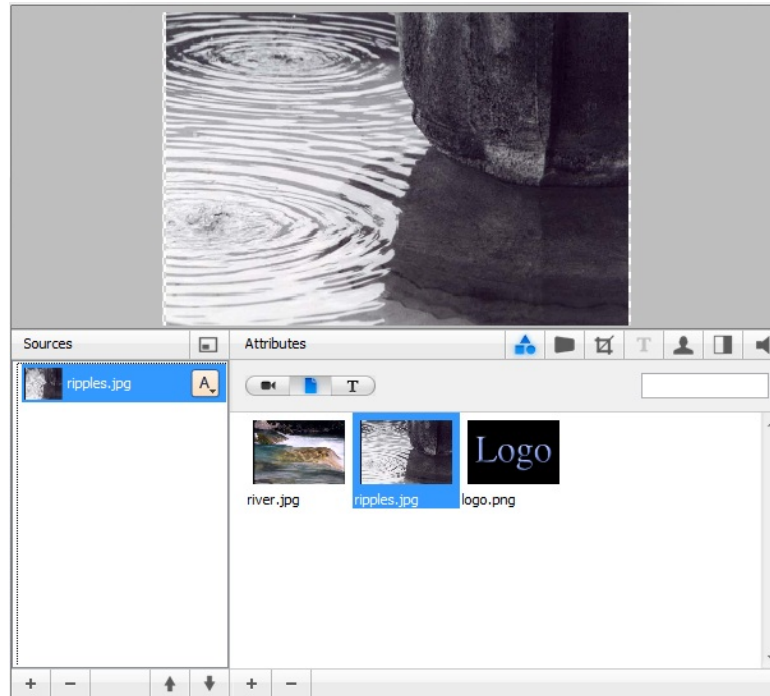 Sources
Attributes
T
ripples.jpg
A
T
Logo
river.jpg
ripples.jpg
logo.png